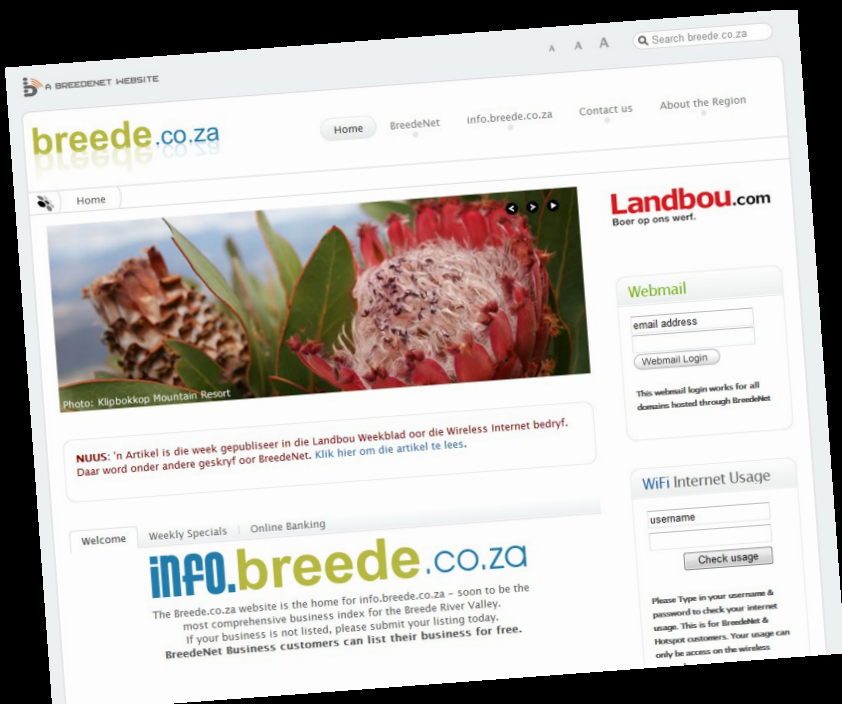 A BREEDENET WEBSITE
A A A
Search breede.co.za
breede.co.za
Home BreedeNet info.breede.co.za Contact us About the Region
Home
Landbou.com
Boer op ons werf.
Photo: Klipbokkop Mountain Resort
Webmail
email address
Webmail Login
This webmail login works for all
domains hosted through BreedeNet
NUUS: 'n Artikel is die week gepubliseer in die Landbou Weekblad oor die Wireless Internet bedryf.
Daar word onder andere geskryf oor BreedeNet. Klik hier om die artikel te lees.
WiFi Internet Usage
username
Check usage
Please Type in your username &
password to check your internet
usage. This is for BreedeNet &
Hotspot customers. Your usage can
only be access on the wireless
Welcome Weekly Specials Online Banking
info.breede.co.za
The Breede.co.za website is the home for info.breede.co.za - soon to be the
most comprehensive business index for the Breede River Valley.
If your business is not listed, please submit your listing today.
BreedeNet Business customers can list their business for free.